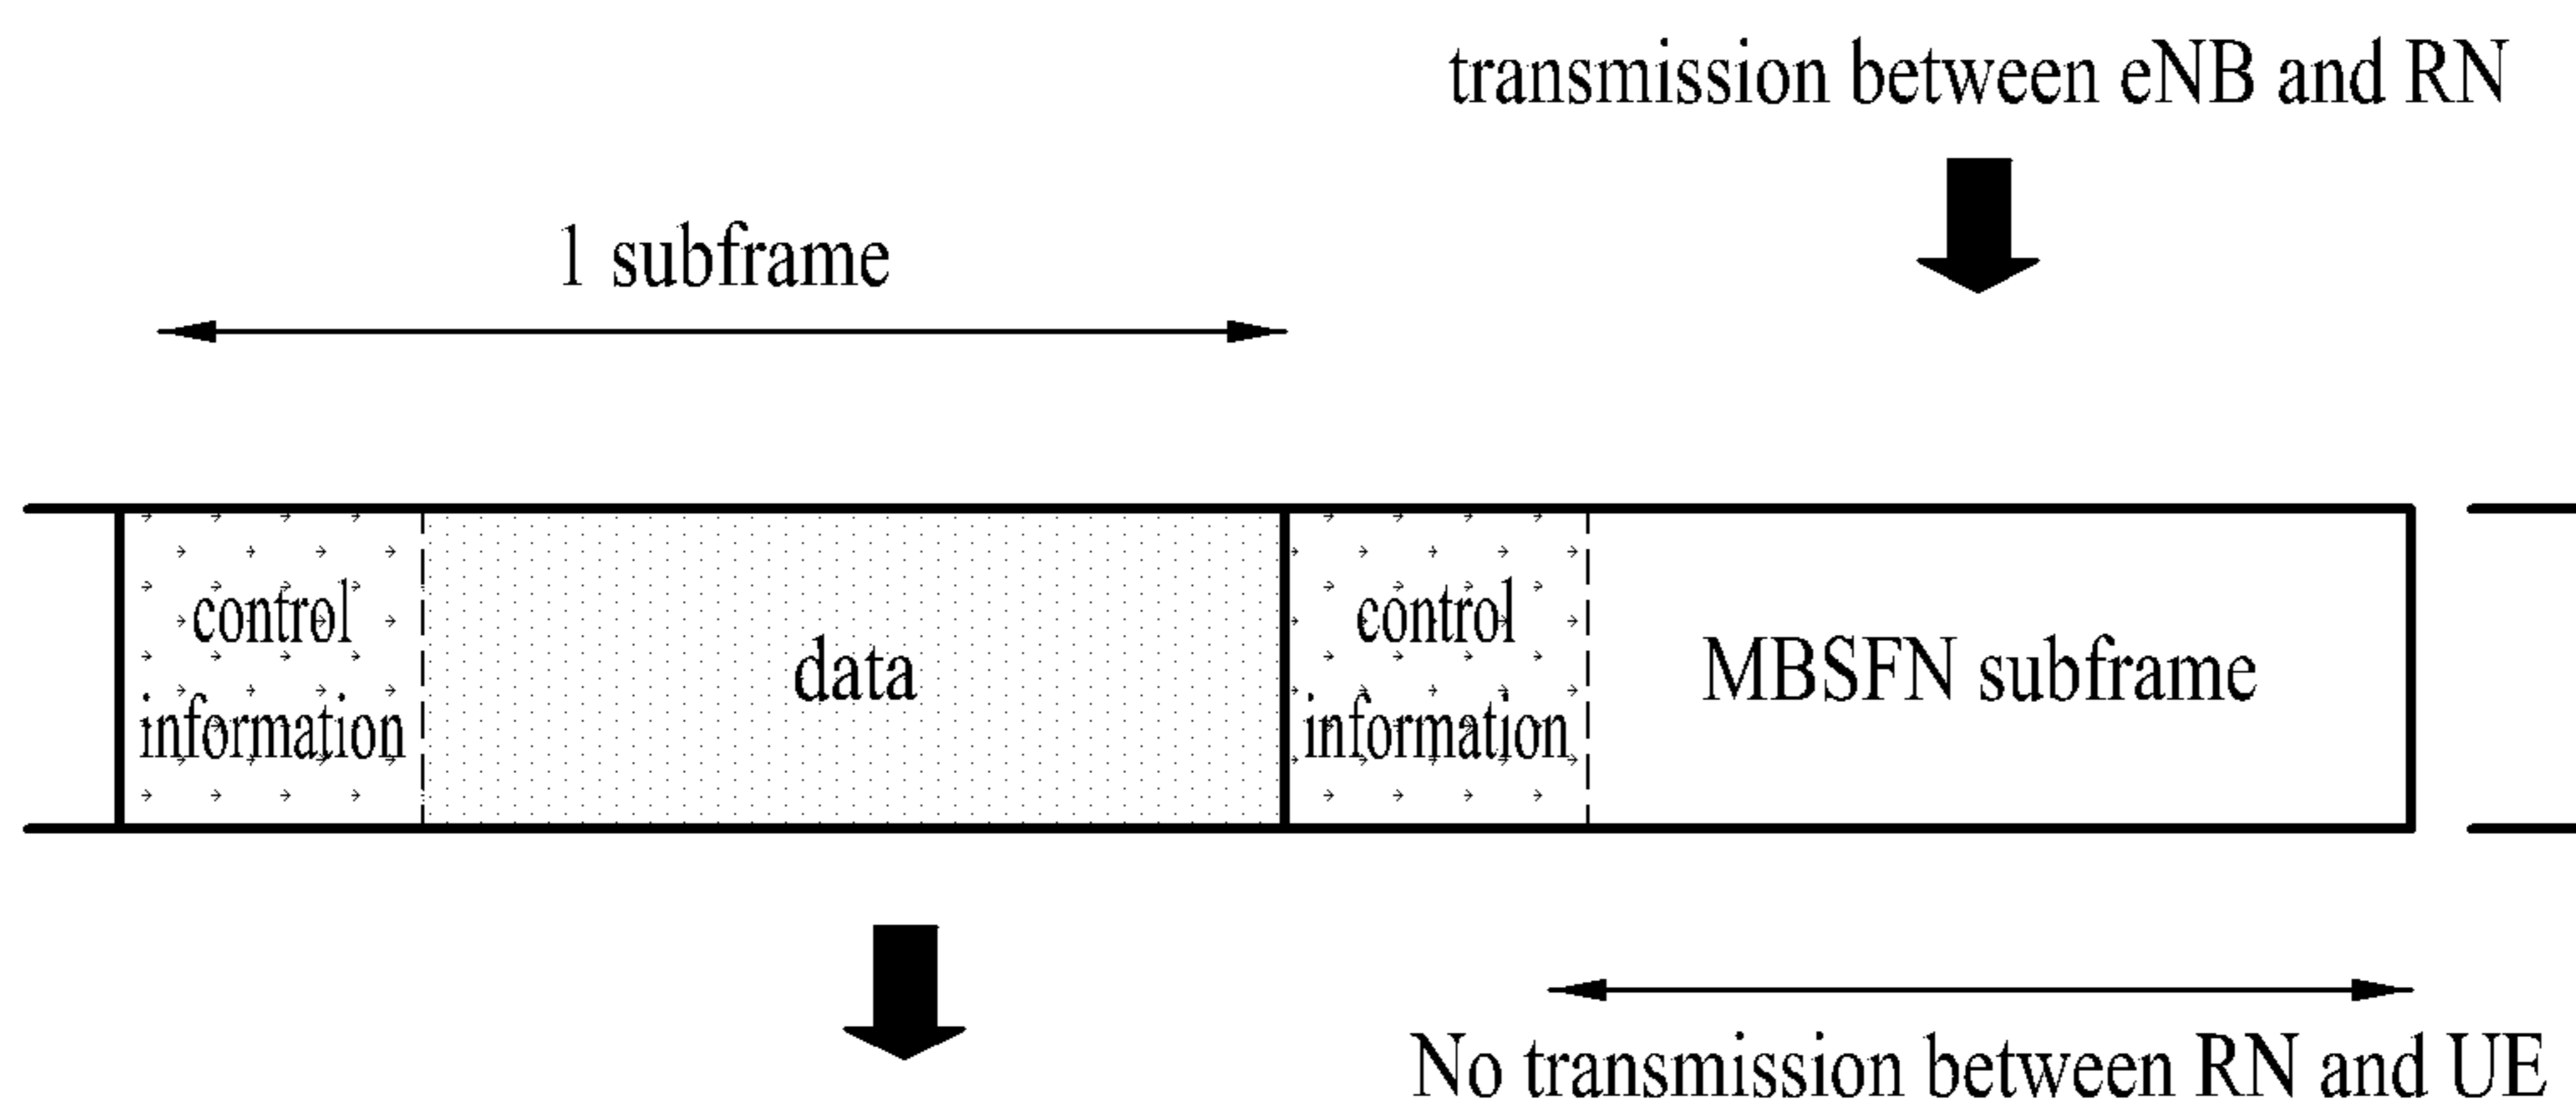 transmission between eNB and RN
1 subframe
control
information
data
control
information
MBSFN subframe
No transmission between RN and UE